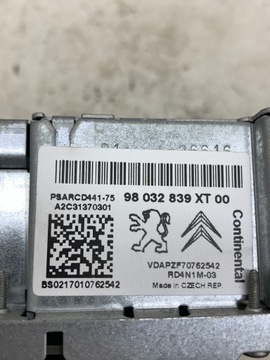 PSARCD441-75
A2C31370301
98 032 839 XT 00
Continental
VDAPZF70762542
RD4N1M-03
Made in CZECH REP.
BS0217010762542